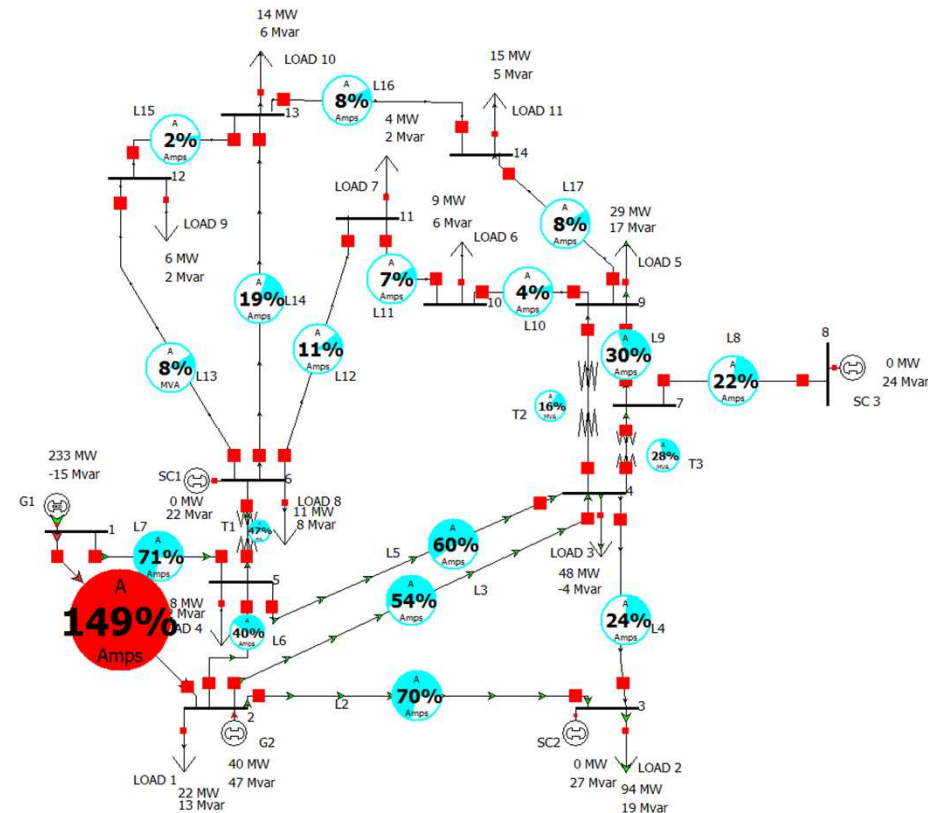 14 MW
6 Mvar
LOAD 10
A
8%
Amps
L16
15 MW
5 Mvar
LOAD 11
L15
A
2%
Amps
13
4 MW
2 Mvar
14
12
LOAD 7
L17
LOAD 9
6 MW
2 Mvar
11
9 MW
6 Mvar
LOAD 6
A
8%
Amps
29 MW
17 Mvar
LOAD 5
A
7%
Amps
L11
10
A
4%
Amps
L10
9
A
19%
Amps
L14
A
11%
Amps
L12
A
8%
MVA
L13
A
30%
Amps
L9
L8
A
22%
Amps
8
0 MW
24 Mvar
SC 3
7
T2
A
16%
MVA
A
28%
MVA
T3
233 MW
-15 Mvar
G1
SC1
6
0 MW
22 Mvar
LOAD 8
11 MW
8 Mvar
T1
A
47%
4
1
L7
A
71%
Amps
L5
A
60%
Amps
LOAD 3
48 MW
-4 Mvar
5
L3
A
54%
Amps
A
149%
Amps
8 MW
Mvar
AD 4
A
40%
Amps
L6
A
24%
Amps
L4
L2
A
70%
Amps
2
3
G2
SC2
LOAD 1
22 MW
13 Mvar
40 MW
47 Mvar
0 MW
27 Mvar
LOAD 2
94 MW
19 Mvar